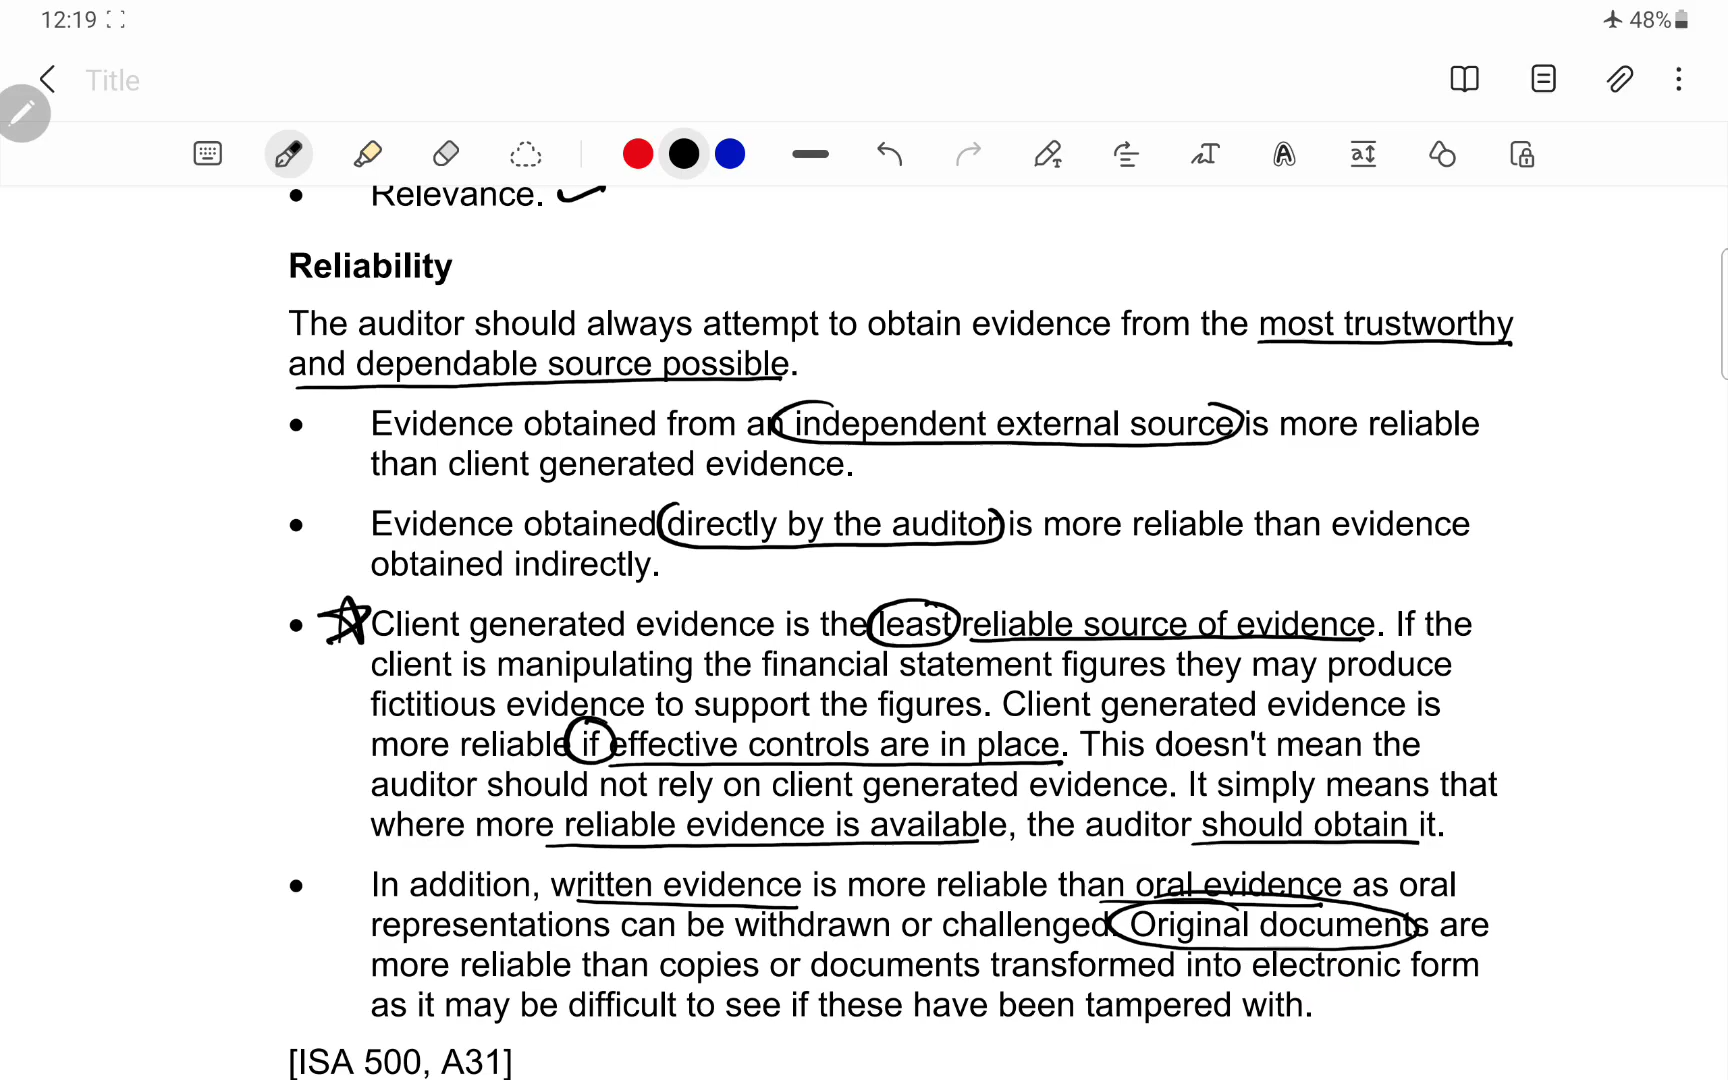 12:19
48%
Title
• Relevance.
Reliability
The auditor should always attempt to obtain evidence from the most trustworthy
and dependable source possible.
• Evidence obtained from an independent external source is more reliable
than client generated evidence.
• Evidence obtained directly by the auditor is more reliable than evidence
obtained indirectly.
• Client generated evidence is the least reliable source of evidence. If the
client is manipulating the financial statement figures they may produce
fictitious evidence to support the figures. Client generated evidence is
more reliable if effective controls are in place. This doesn't mean the
auditor should not rely on client generated evidence. It simply means that
where more reliable evidence is available, the auditor should obtain it.
• In addition, written evidence is more reliable than oral evidence as oral
representations can be withdrawn or challenged. Original documents are
more reliable than copies or documents transformed into electronic form
as it may be difficult to see if these have been tampered with.
[ISA 500, A31]